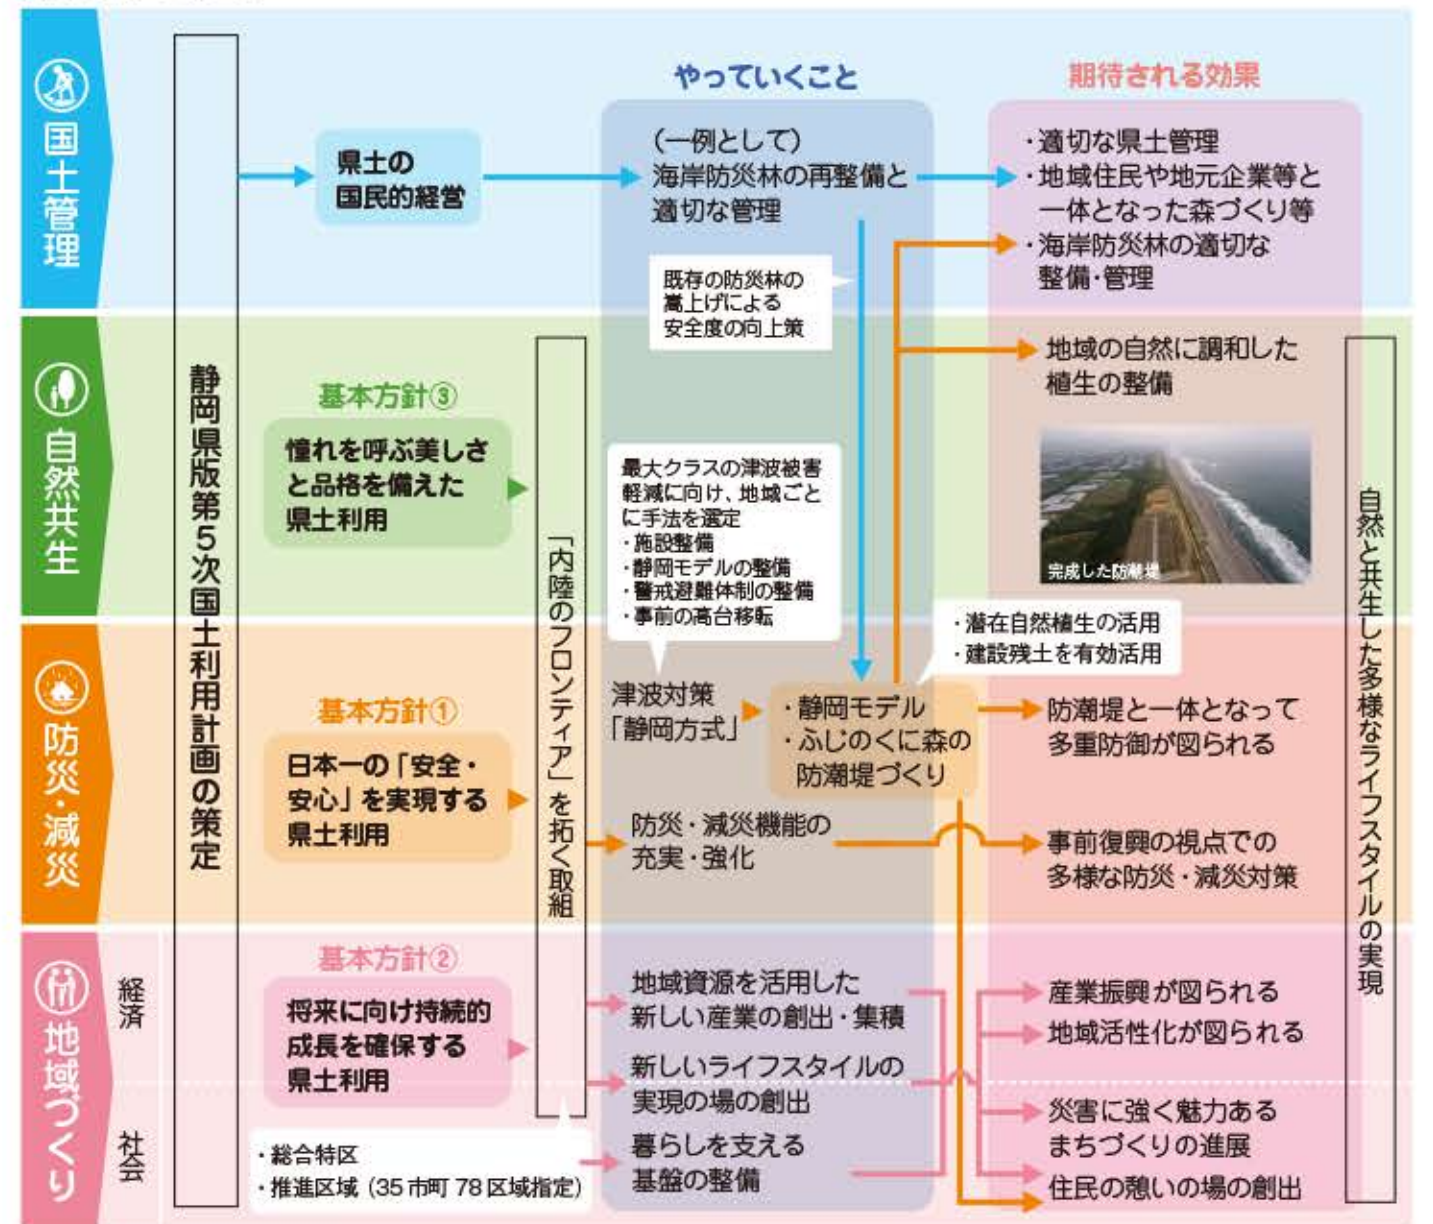 国土管理
自然共生
防災・減災
地域づくり
経済
社会
静岡県版第5次国土利用計画の策定
県土の
国民的経営
基本方針③
憧れを呼ぶ美しさ
と品格を備えた
県土利用
基本方針①
日本一の「安全・
安心」を実現する
県土利用
基本方針②
将来に向け持続的
成長を確保する
県土利用
「内陸のフロンティア」を拓く取組
・総合特区
・推進区域（35市町78区域指定）
やっていくこと
（一例として）
海岸防災林の再整備と
適切な管理
既存の防災林の
嵩上げによる
安全度の向上策
最大クラスの津波被害
軽減に向け、地域ごと
に手法を選定
・施設整備
・静岡モデルの整備
・警戒避難体制の整備
・事前の高台移転
津波対策
「静岡方式」
・静岡モデル
・ふじのくに森の
防潮堤づくり
・潜在自然植生の活用
・建設残土を有効活用
防災・減災機能の
充実・強化
地域資源を活用した
新しい産業の創出・集積
新しいライフスタイルの
実現の場の創出
暮らしを支える
基盤の整備
期待される効果
・適切な県土管理
・地域住民や地元企業等と
一体となった森づくり等
・海岸防災林の適切な
整備・管理
地域の自然に調和した
植生の整備
完成した防潮堤
防潮堤と一体となって
多重防御が図られる
事前復興の視点での
多様な防災・減災対策
産業振興が図られる
地域活性化が図られる
災害に強く魅力ある
まちづくりの進展
住民の憩いの場の創出
自然と共生した多様なライフスタイルの実現